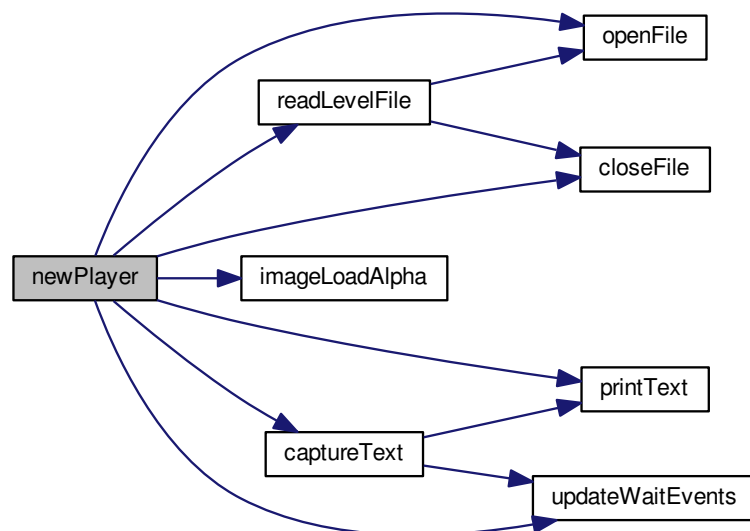 openFile
readLevelFile
closeFile
newPlayer
imageLoadAlpha
printText
captureText
updateWaitEvents